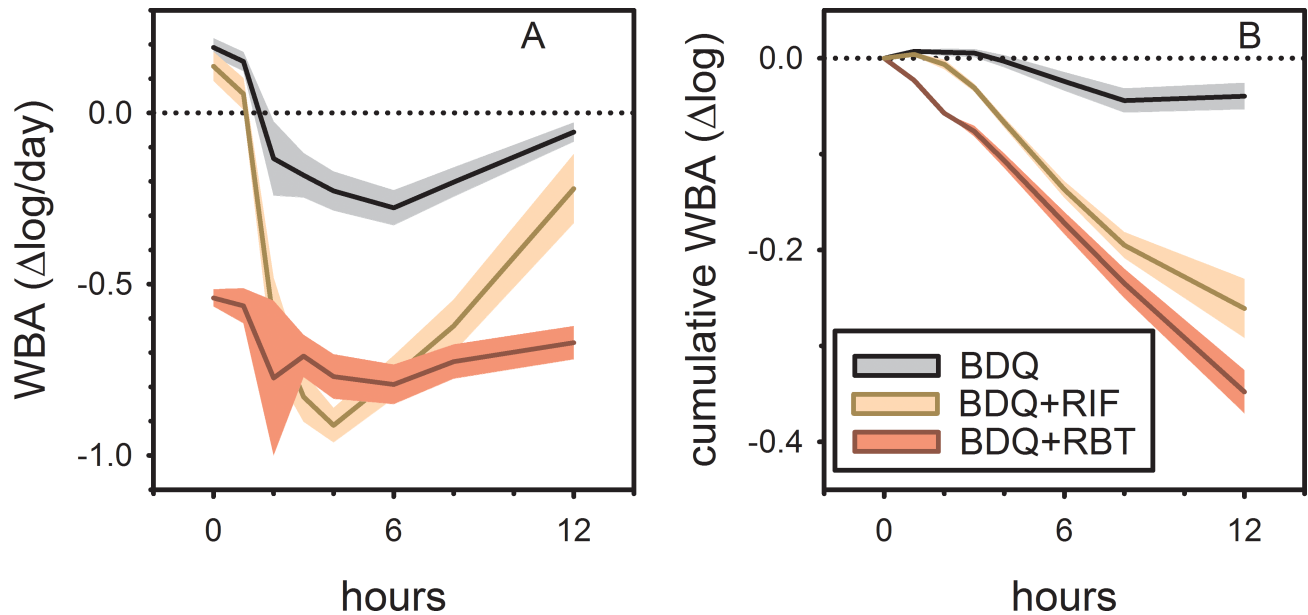 A
WBA (Δlog/day)
0.0
-0.5
-1.0
0
6
12
hours
B
cumulative WBA (Δlog)
0.0
-0.2
-0.4
BDQ
BDQ+RIF
BDQ+RBT
0
6
12
hours